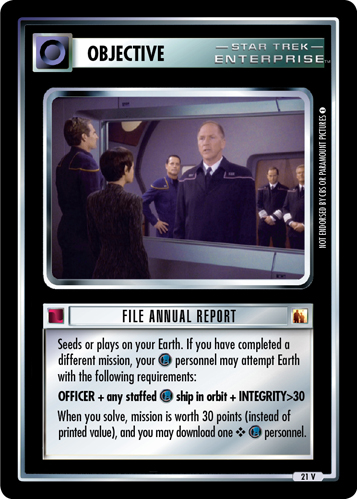 OBJECTIVE
STAR TREK
ENTERPRISE™
NOT ENDORSED BY CBS OR PARAMOUNT PICTURES
FILE ANNUAL REPORT
Seeds or plays on your Earth. If you have completed
a different mission, your personnel may attempt Earth
with the following requirements:
OFFICER + any staffed ship in orbit + INTEGRITY>30
When you solve, mission is worth 30 points (instead of
printed value), and you may download one ❖ personnel.
21 V